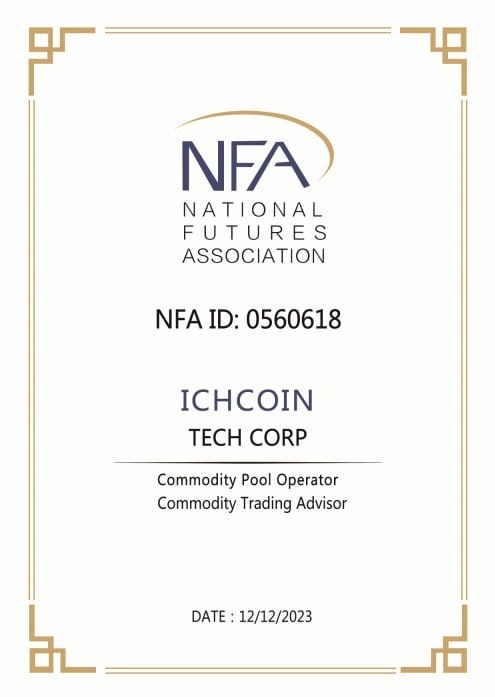 NFA
NATIONAL
FUTURES
ASSOCIATION
NFA ID: 0560618
ICHCOIN
TECH CORP
Commodity Pool Operator
Commodity Trading Advisor
DATE : 12/12/2023